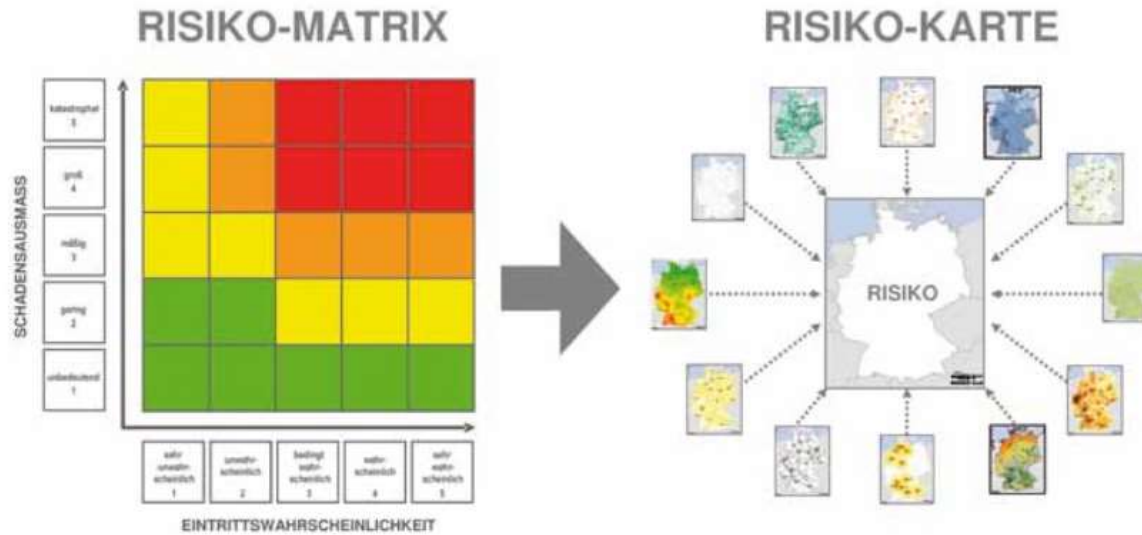 RISIKO-MATRIX
RISIKO-KARTE
SCHADENSAUSMASS
katastrophal
5
groß
4
mäßig
3
gering
2
unbedeutend
1
sehr
unwahr-
scheinlich
1
unwahr-
scheinlich
2
bedingt
wahr-
scheinlich
3
wahr-
scheinlich
4
sehr
wahr-
scheinlich
5
EINTRITTSWAHRSCHEINLICHKEIT
RISIKO